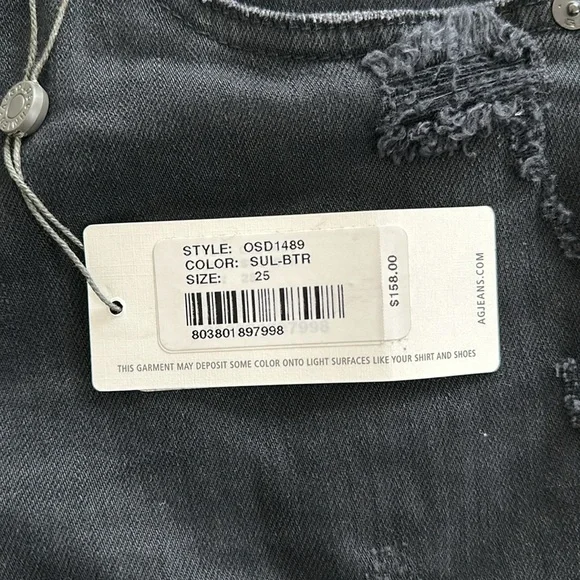 STYLE: OSD1489
COLOR: SUL-BTR
SIZE: 25
803801897998
$158.00
AGJEANS.COM
THIS GARMENT MAY DEPOSIT SOME COLOR ONTO LIGHT SURFACES LIKE YOUR SHIRT AND SHOES